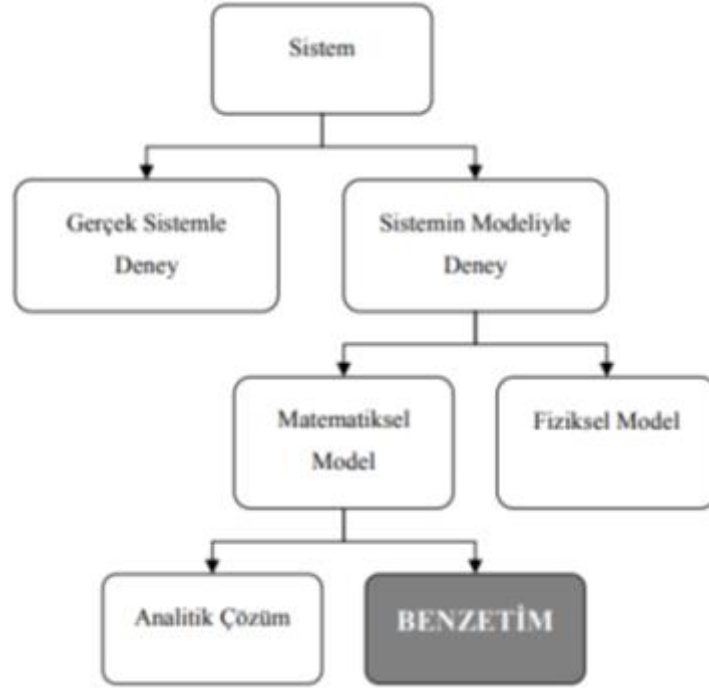 Sistem
Gerçek Sistemle
Deney
Sistemin Modeliyle
Deney
Matematiksel
Model
Fiziksel Model
Analitik Çözüm
BENZETİM